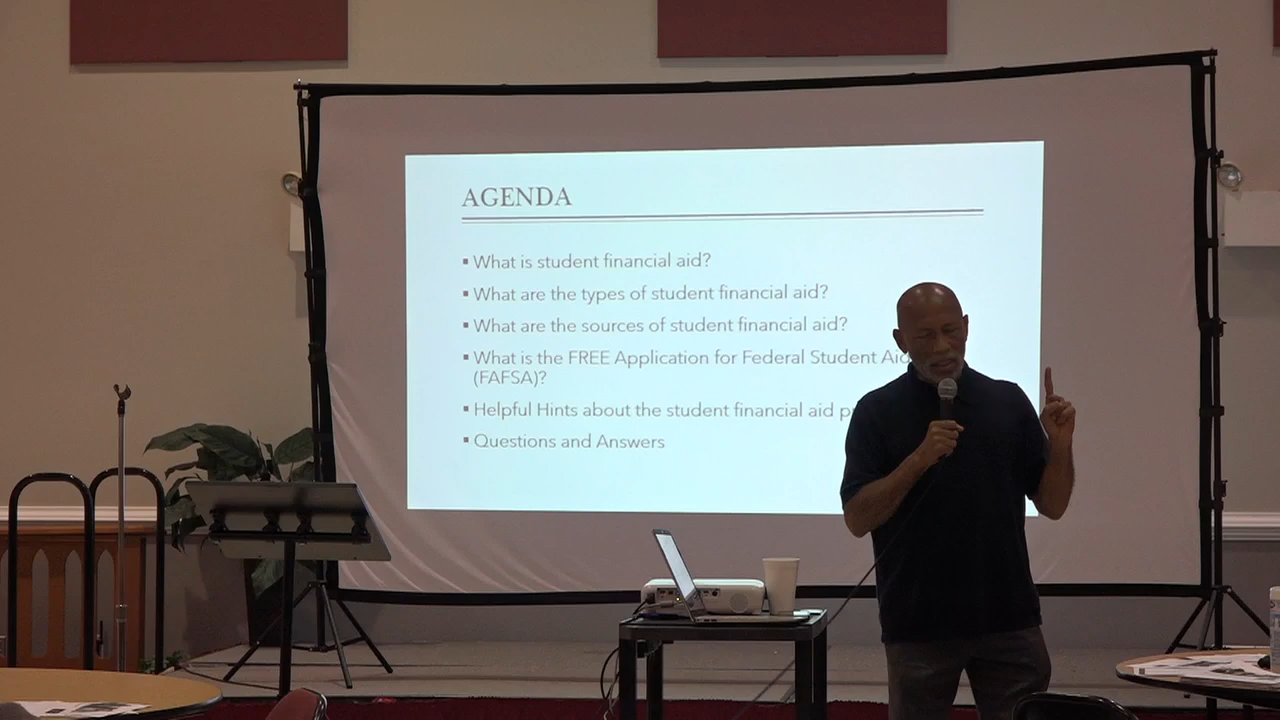 AGENDA
▪ What is student financial aid?
▪ What are the types of student financial aid?
▪ What are the sources of student financial aid?
▪ What is the FREE Application for Federal Student Aid
(FAFSA)?
▪ Helpful Hints about the student financial aid
▪ Questions and Answers